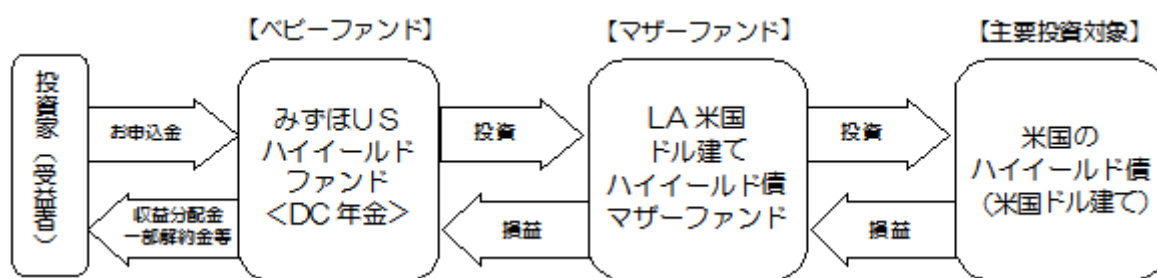 【ベビーファンド】
【マザーファンド】
【主要投資対象】
投資家（受益者）
お申込金
収益分配金
一部解約金等
みずほUS
ハイイールド
ファンド
<DC年金>
投資
損益
LA米国
ドル建て
ハイイールド債
マザーファンド
投資
損益
米国の
ハイイールド債
（米国ドル建て）